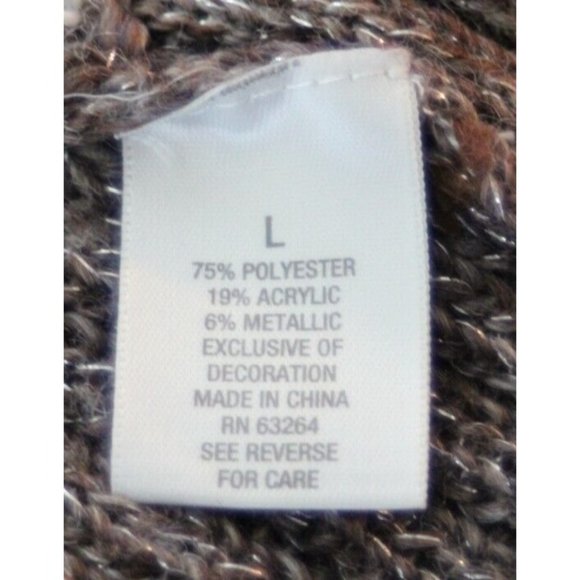 L
75% POLYESTER
19% ACRYLIC
6% METALLIC
EXCLUSIVE OF
DECORATION
MADE IN CHINA
RN 63264
SEE REVERSE
FOR CARE